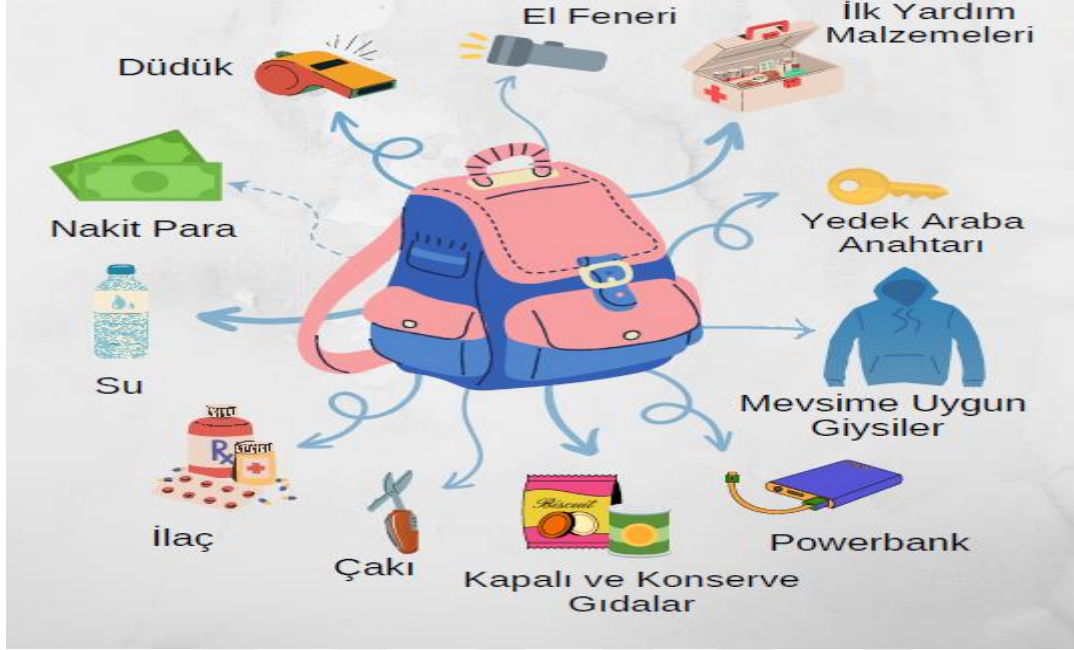 El Feneri
İlk Yardım
Malzemeleri
Düdük
Nakit Para
Yedek Araba
Anahtarı
Su
Mevsime Uygun
Giysiler
Rx
İlaç
Çakı
Biscuit
Kapalı ve Konserve
Gıdalar
Powerbank